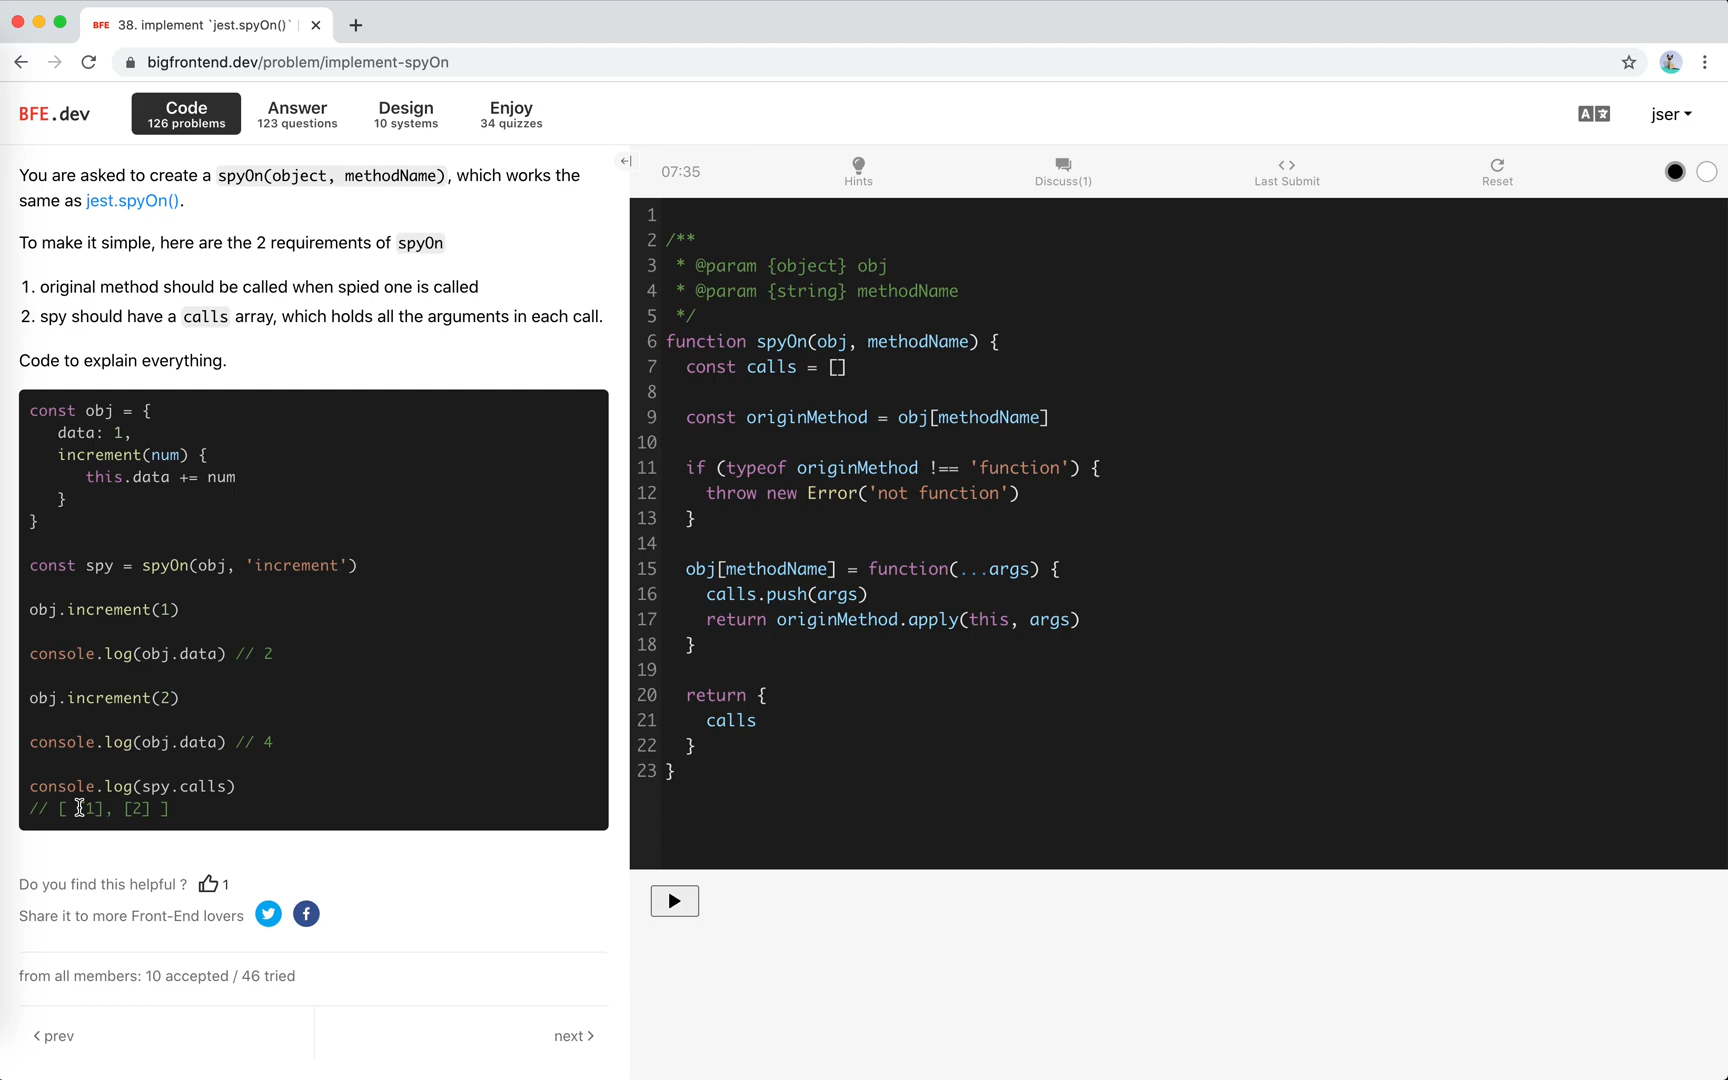 BFE 38. implement `jest.spyOn()` |
bigfrontend.dev/problem/implement-spyOn
BFE.dev
Code
126 problems
Answer
123 questions
Design
10 systems
Enjoy
34 quizzes
A
jser
You are asked to create a spyOn(object, methodName), which works the
same as jest.spyOn().
To make it simple, here are the 2 requirements of spyOn
1. original method should be called when spied one is called
2. spy should have a calls array, which holds all the arguments in each call.
Code to explain everything.
const obj = {
data: 1,
increment(num) {
this.data += num
}
}
const spy = spyOn(obj, 'increment')
obj.increment(1)
console.log(obj.data) // 2
obj.increment(2)
console.log(obj.data) // 4
console.log(spy.calls)
// [ [1], [2] ]
Do you find this helpful ? 1
Share it to more Front-End lovers
from all members: 10 accepted / 46 tried
prev
next
07:35
Hints
Discuss(1)
Last Submit
Reset
1
2 /**
3 * @param {object} obj
4 * @param {string} methodName
5 */
6 function spyOn(obj, methodName) {
7 const calls = []
8
9 const originMethod = obj[methodName]
10
11 if (typeof originMethod !== 'function') {
12 throw new Error('not function')
13 }
14
15 obj[methodName] = function(...args) {
16 calls.push(args)
17 return originMethod.apply(this, args)
18 }
19
20 return {
21 calls
22 }
23 }